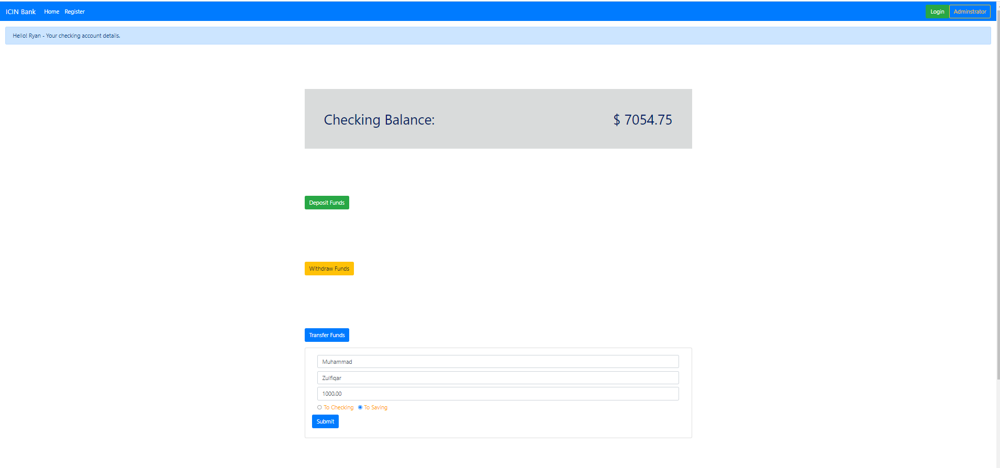 ICIN Bank Home Register Login Adminstrator
Hello! Ryan - Your checking account details.
Checking Balance: $ 7054.75
Deposit Funds
Withdraw Funds
Transfer Funds
Muhammad
Zulfiqar
1000.00
To Checking To Saving
Submit